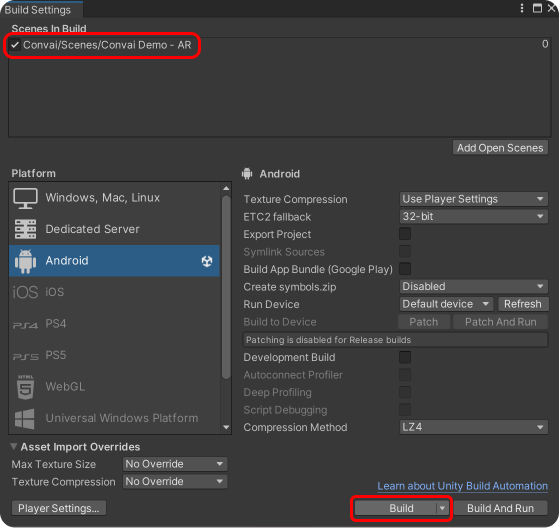 Build Settings
Scenes In Build
Convai/Scenes/Convai Demo - AR 0
Add Open Scenes
Platform
Windows, Mac, Linux
Dedicated Server
Android
iOS iOS
PS4 PS4
PS5 PS5
HTML 5 WebGL
Universal Windows Platform
Android
Texture Compression Use Player Settings
ETC2 fallback 32-bit
Export Project
Symlink Sources
Build App Bundle (Google Play)
Create symbols.zip Disabled
Run Device Default device Refresh
Build to Device Patch Patch And Run
Patching is disabled for Release builds
Development Build
Autoconnect Profiler
Deep Profiling
Script Debugging
Compression Method LZ4
Asset Import Overrides
Max Texture Size No Override
Texture Compression No Override
Learn about Unity Build Automation
Player Settings... Build Build And Run